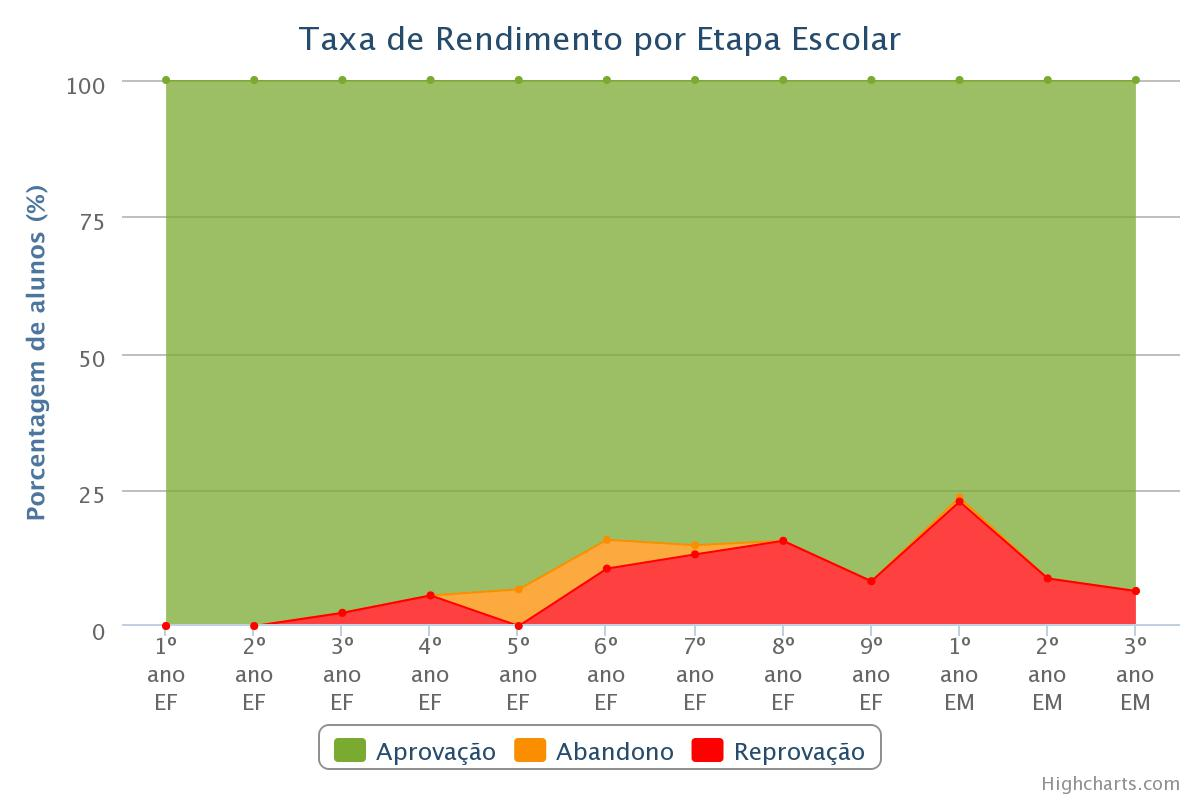 Taxa de Rendimento por Etapa Escolar
Porcentagem de alunos (%)
100
75
50
25
0
1º ano EF
2º ano EF
3º ano EF
4º ano EF
5º ano EF
6º ano EF
7º ano EF
8º ano EF
9º ano EF
1º ano EM
2º ano EM
3º ano EM
Aprovação Abandono Reprovação
Highcharts.com